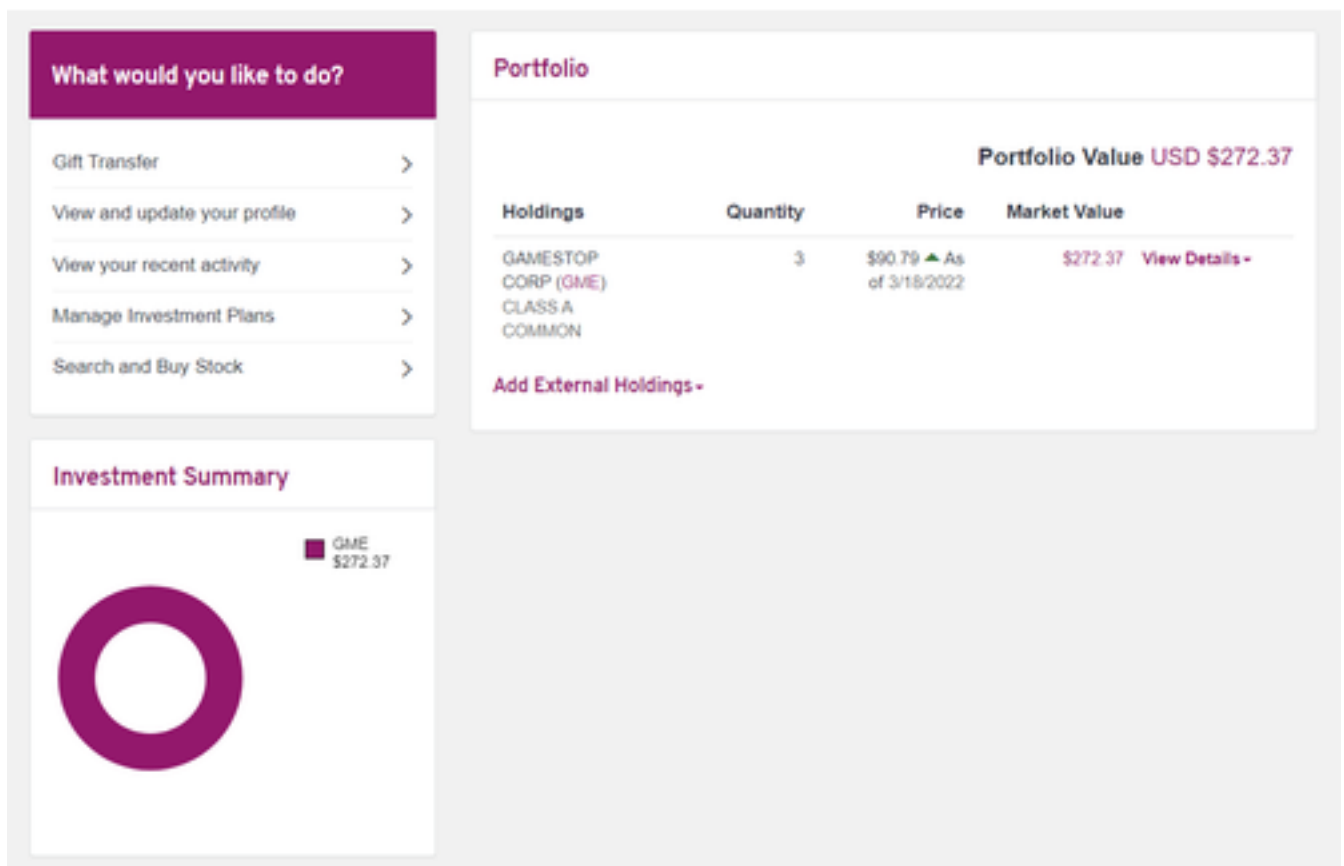 What would you like to do?
Gift Transfer
View and update your profile
View your recent activity
Manage Investment Plans
Search and Buy Stock
Portfolio
Portfolio Value USD $272.37
Holdings Quantity Price Market Value
GAMESTOP 3 $90.79 ▲ As $272.37 View Details
CORP (GME) of 3/18/2022
CLASS A
COMMON
Add External Holdings
Investment Summary
GME
$272.37